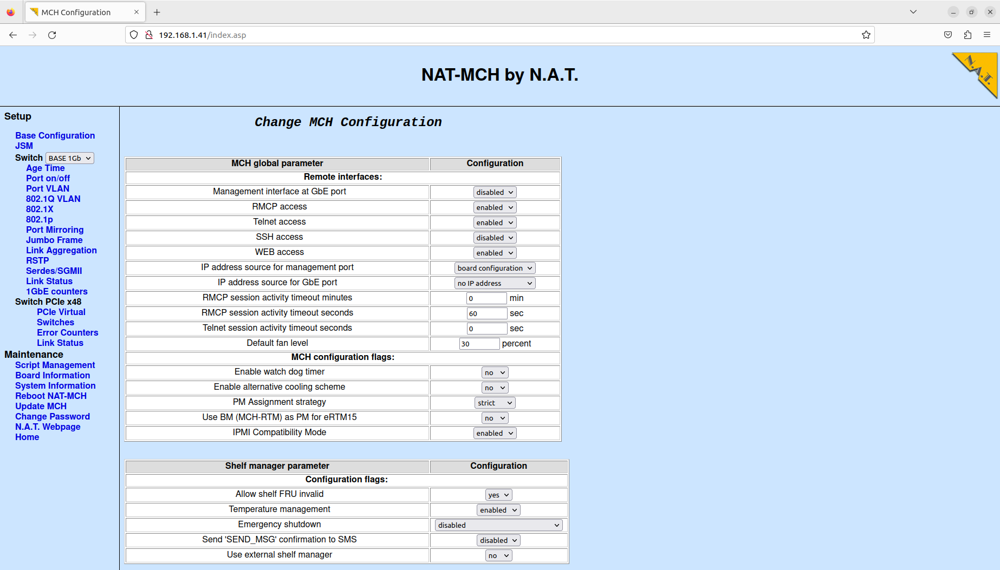 MCH Configuration
192.168.1.41/index.asp
NAT-MCH by N.A.T.
N.A.T.
Setup
Base Configuration
JSM
Switch BASE 1Gb
Age Time
Port on/off
Port VLAN
802.1Q VLAN
802.1X
802.1p
Port Mirroring
Jumbo Frame
Link Aggregation
RSTP
Serdes/SGMII
Link Status
1GbE counters
Switch PCIe x48
PCIe Virtual
Switches
Error Counters
Link Status
Maintenance
Script Management
Board Information
System Information
Reboot NAT-MCH
Update MCH
Change Password
N.A.T. Webpage
Home
Change MCH Configuration
MCH global parameter Configuration
Remote interfaces:
Management interface at GbE port disabled
RMCP access enabled
Telnet access enabled
SSH access disabled
WEB access enabled
IP address source for management port board configuration
IP address source for GbE port no IP address
RMCP session activity timeout minutes 0 min
RMCP session activity timeout seconds 60 sec
Telnet session activity timeout seconds 0 sec
Default fan level 30 percent
MCH configuration flags:
Enable watch dog timer no
Enable alternative cooling scheme no
PM Assignment strategy strict
Use BM (MCH-RTM) as PM for eRTM15 no
IPMI Compatibility Mode enabled
Shelf manager parameter Configuration
Configuration flags:
Allow shelf FRU invalid yes
Temperature management enabled
Emergency shutdown disabled
Send 'SEND_MSG' confirmation to SMS disabled
Use external shelf manager no